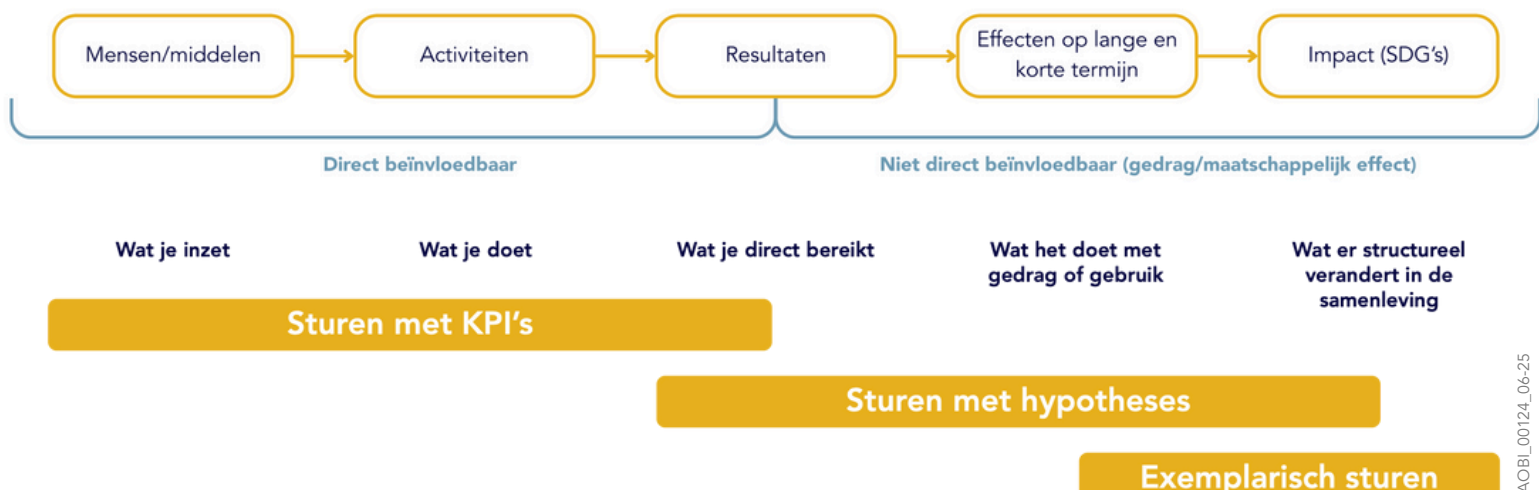 Mensen/middelen
Activiteiten
Resultaten
Effecten op lange en
korte termijn
Impact (SDG's)
Direct beïnvloedbaar
Niet direct beïnvloedbaar (gedrag/maatschappelijk effect)
Wat je inzet
Wat je doet
Wat je direct bereikt
Wat het doet met
gedrag of gebruik
Wat er structureel
verandert in de
samenleving
Sturen met KPI's
Sturen met hypotheses
Exemplarisch sturen
AOBI_00124_06-25